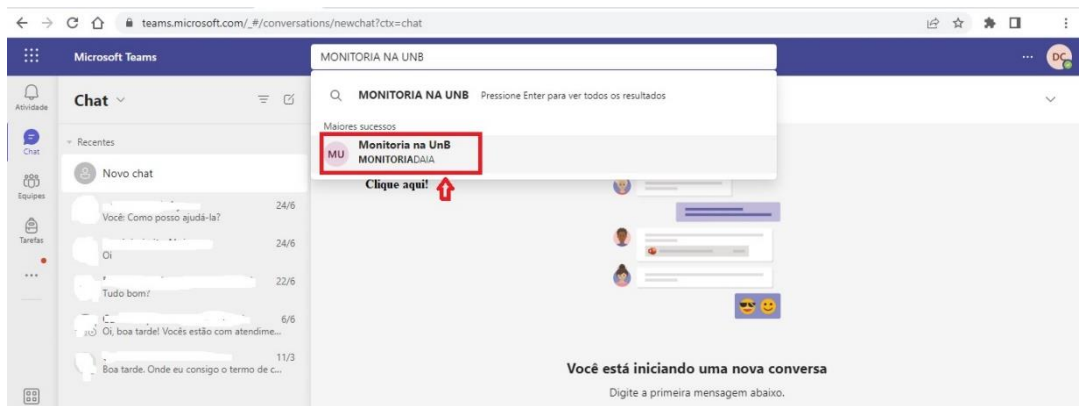 teams.microsoft.com/_#/conversations/newchat?ctx=chat
Microsoft Teams
MONITORIA NA UNB
DC
Atividade
Chat
Equipes
Tarefas
Chat
Recentes
Novo chat
24/6
Você: Como posso ajudá-la?
24/6
Oi
22/6
Tudo bom?
6/6
Oi, boa tarde! Vocês estão com atendime...
11/3
Boa tarde. Onde eu consigo o termo de c...
MONITORIA NA UNB Pressione Enter para ver todos os resultados
Maiores sucessos
MU
Monitoria na UnB
MONITORIADAIA
Clique aqui!
Você está iniciando uma nova conversa
Digite a primeira mensagem abaixo.